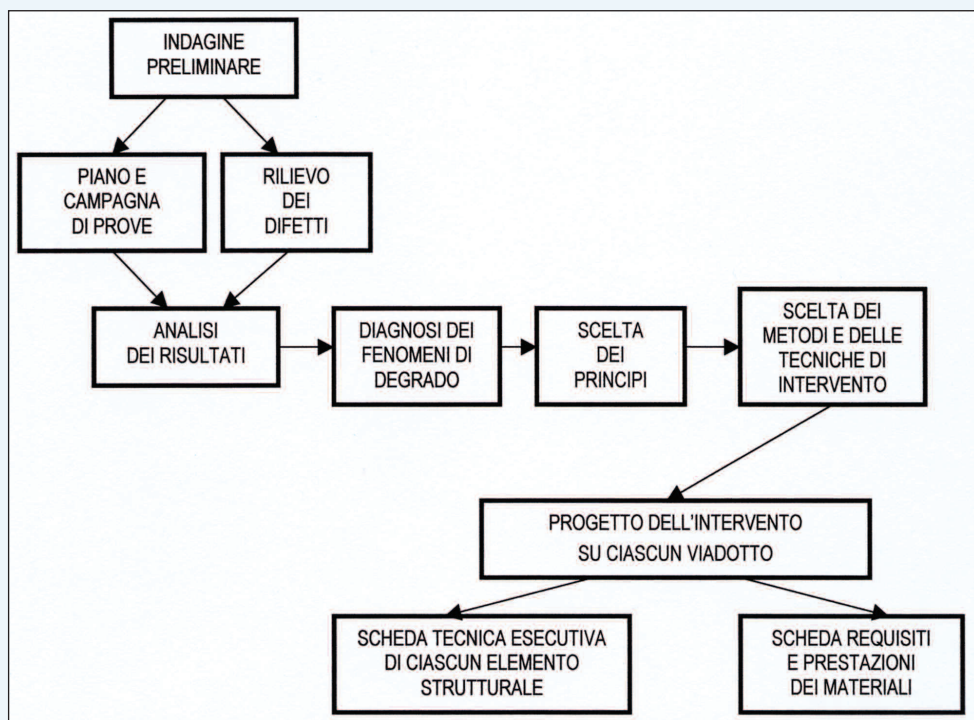 INDAGINE
PRELIMINARE
PIANO E
CAMPAGNA
DI PROVE
RILIEVO
DEI
DIFETTI
ANALISI
DEI RISULTATI
DIAGNOSI DEI
FENOMENI DI
DEGRADO
SCELTA
DEI
PRINCIPI
SCELTA DEI
METODI E DELLE
TECNICHE DI
INTERVENTO
PROGETTO DELL'INTERVENTO
SU CIASCUN VIADOTTO
SCHEDA TECNICA ESECUTIVA
DI CIASCUN ELEMENTO
STRUTTURALE
SCHEDA REQUISITI
E PRESTAZIONI
DEI MATERIALI